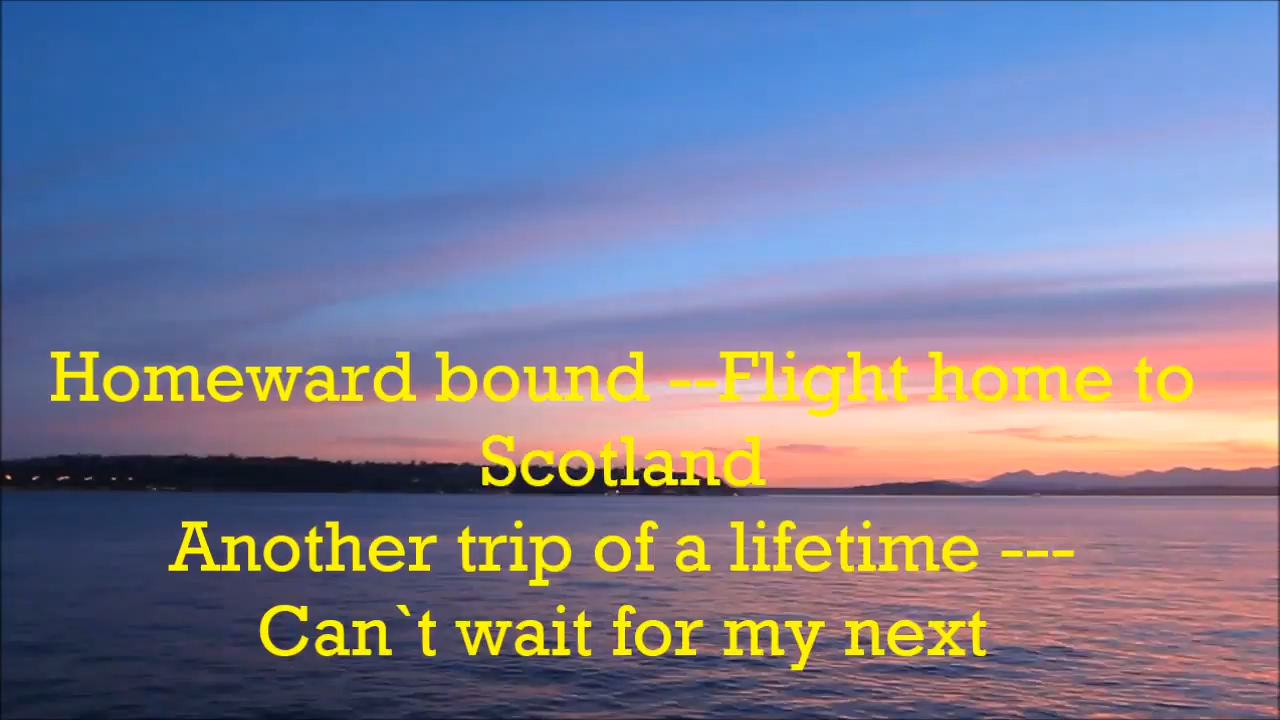 Homeward bound --Flight home to
Scotland
Another trip of a lifetime ---
Can`t wait for my next